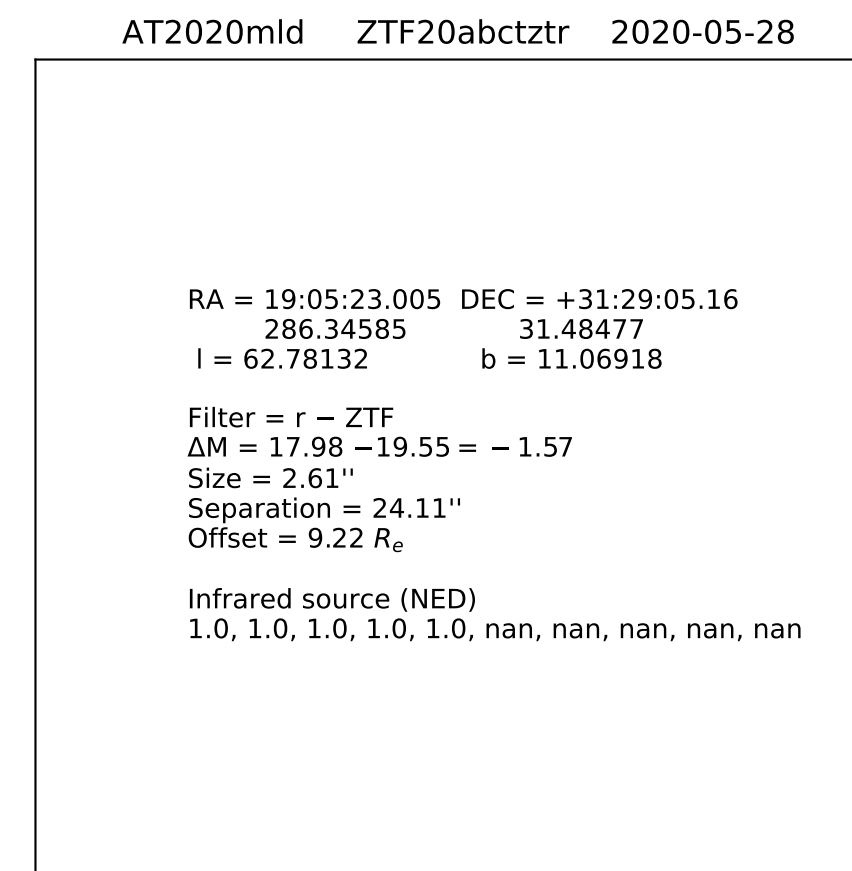 AT2020mld ZTF20abctztr 2020-05-28
RA = 19:05:23.005 DEC = +31:29:05.16
286.34585 31.48477
l = 62.78132 b = 11.06918
Filter = r − ZTF
ΔM = 17.98 −19.55 = − 1.57
Size = 2.61''
Separation = 24.11''
Offset = 9.22 Re
Infrared source (NED)
1.0, 1.0, 1.0, 1.0, 1.0, nan, nan, nan, nan, nan